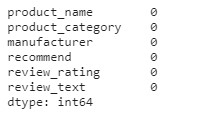 product_name 0
product_category 0
manufacturer 0
recommend 0
review_rating 0
review_text 0
dtype: int64